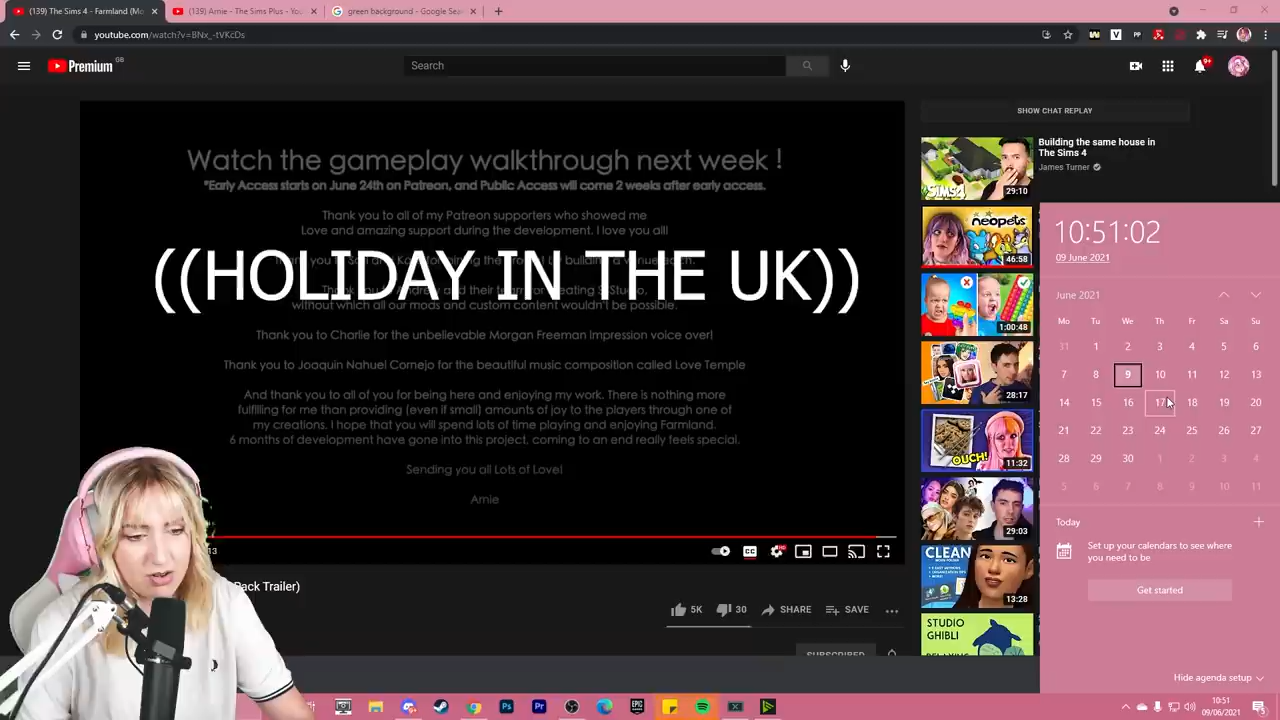 (139) The Sims 4 - Farmland (Mo
(139) Arnie - The Sims Plus - You
green background - Google Sea
youtube.com/watch?v=BNx_-tVKcDs
Premium GB
Search
9+
Watch the gameplay walkthrough next week !
*Early Access starts on June 24th on Patreon, and Public Access will come 2 weeks after early access.
Thank you to all of my Patreon supporters who showed me
Love and amazing support during the development. I love you all!
((HOLIDAY IN THE UK))
without which all our mods and custom content wouldn't be possible.
Thank you to Charlie for the unbelievable Morgan Freeman Impression voice over!
Thank you to Joaquin Nahuel Cornejo for the beautiful music composition called Love Temple
And thank you to all of you for being here and enjoying my work. There is nothing more
fulfilling for me than providing (even if small) amounts of joy to the players through one of
my creations. I hope that you will spend lots of time playing and enjoying Farmland.
6 months of development have gone into this project, coming to an end really feels special.
Sending you all Lots of Love!
Arnie
13
ack Trailer)
5K
30
SHARE
SAVE
SUBSCRIBED
SHOW CHAT REPLAY
Building the same house in
The Sims 4
James Turner
SIMS4
29:10
neopets
46:58
1:00:48
28:17
OUCH!
11:32
29:03
CLEAN
13:28
STUDIO
GHIBLI
10:51:02
09 June 2021
June 2021
Mo Tu We Th Fr Sa Su
31 1 2 3 4 5 6
7 8 9 10 11 12 13
14 15 16 17 18 19 20
21 22 23 24 25 26 27
28 29 30 1 2 3 4
5 6 7 8 9 10 11
Today
Set up your calendars to see where
you need to be
Get started
Hide agenda setup
10:51
09/06/2021